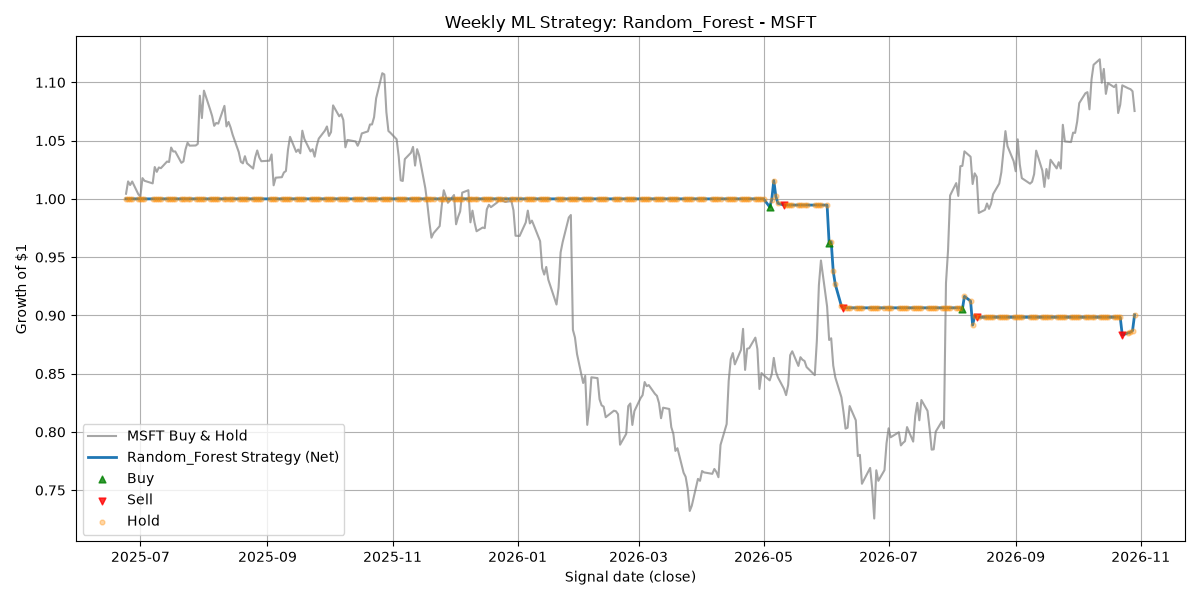 Weekly ML Strategy: Random_Forest - MSFT
Growth of $1
1.10
1.05
1.00
0.95
0.90
0.85
0.80
0.75
MSFT Buy & Hold
Random_Forest Strategy (Net)
Buy
Sell
Hold
2025-07
2025-09
2025-11
2026-01
2026-03
2026-05
2026-07
2026-09
2026-11
Signal date (close)